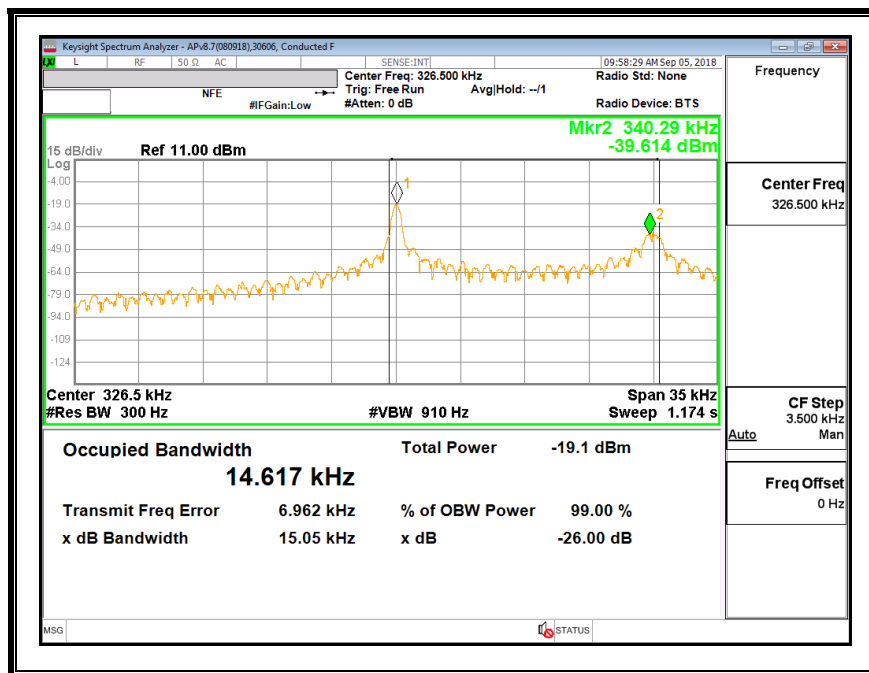 Keysight Spectrum Analyzer - APv8.7(080918),30606, Conducted F
LXI L RF 50 Ω AC SENSE:INT 09:58:29 AM Sep 05, 2018
Center Freq: 326.500 kHz Radio Std: None
NFE Trig: Free Run Avg|Hold: --/1
#IFGain:Low #Atten: 0 dB Radio Device: BTS
Mkr2 340.29 kHz
15 dB/div Ref 11.00 dBm -39.614 dBm
Log
-4.00
1
-19.0
2
-34.0
-49.0
-64.0
-79.0
-94.0
-109
-124
Center 326.5 kHz Span 35 kHz
#Res BW 300 Hz #VBW 910 Hz Sweep 1.174 s
Occupied Bandwidth Total Power -19.1 dBm
14.617 kHz
Transmit Freq Error 6.962 kHz % of OBW Power 99.00 %
x dB Bandwidth 15.05 kHz x dB -26.00 dB
MSG STATUS
Frequency
Center Freq
326.500 kHz
CF Step
3.500 kHz
Auto Man
Freq Offset
0 Hz